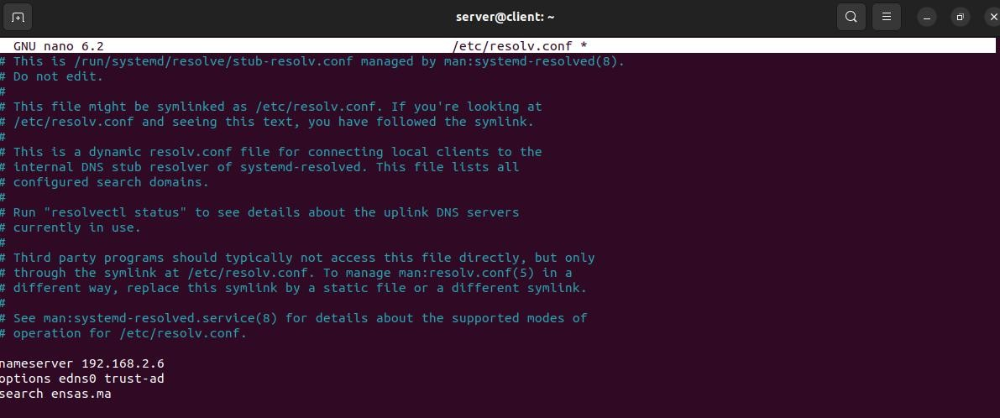 server@client: ~
GNU nano 6.2 /etc/resolv.conf *
# This is /run/systemd/resolve/stub-resolv.conf managed by man:systemd-resolved(8).
# Do not edit.
#
# This file might be symlinked as /etc/resolv.conf. If you're looking at
# /etc/resolv.conf and seeing this text, you have followed the symlink.
#
# This is a dynamic resolv.conf file for connecting local clients to the
# internal DNS stub resolver of systemd-resolved. This file lists all
# configured search domains.
#
# Run "resolvectl status" to see details about the uplink DNS servers
# currently in use.
#
# Third party programs should typically not access this file directly, but only
# through the symlink at /etc/resolv.conf. To manage man:resolv.conf(5) in a
# different way, replace this symlink by a static file or a different symlink.
#
# See man:systemd-resolved.service(8) for details about the supported modes of
# operation for /etc/resolv.conf.
nameserver 192.168.2.6
options edns0 trust-ad
search ensas.ma